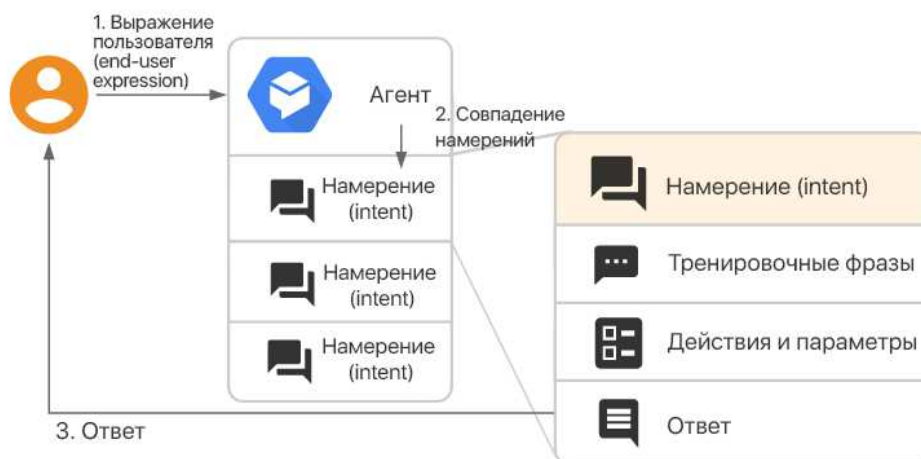 1. Выражение
пользователя
(end-user
expression)
Агент
2. Совпадение
намерений
Намерение
(intent)
Намерение
(intent)
Намерение
(intent)
Намерение (intent)
Тренировочные фразы
Действия и параметры
Ответ
3. Ответ